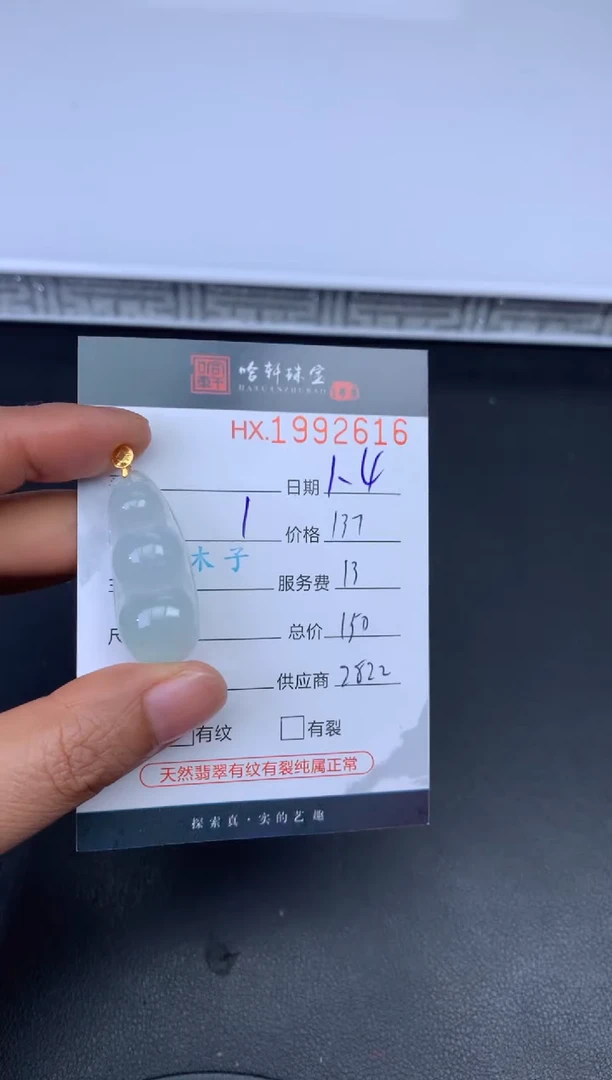 哈轩珠宝
HAXUANZHUBAO
HX.1992616
日期 1-4
1 价格 137
木子
服务费 13
尺 总价 150
供应商 2822
有纹 有裂
天然翡翠有纹有裂纯属正常
探索真·实的艺趣